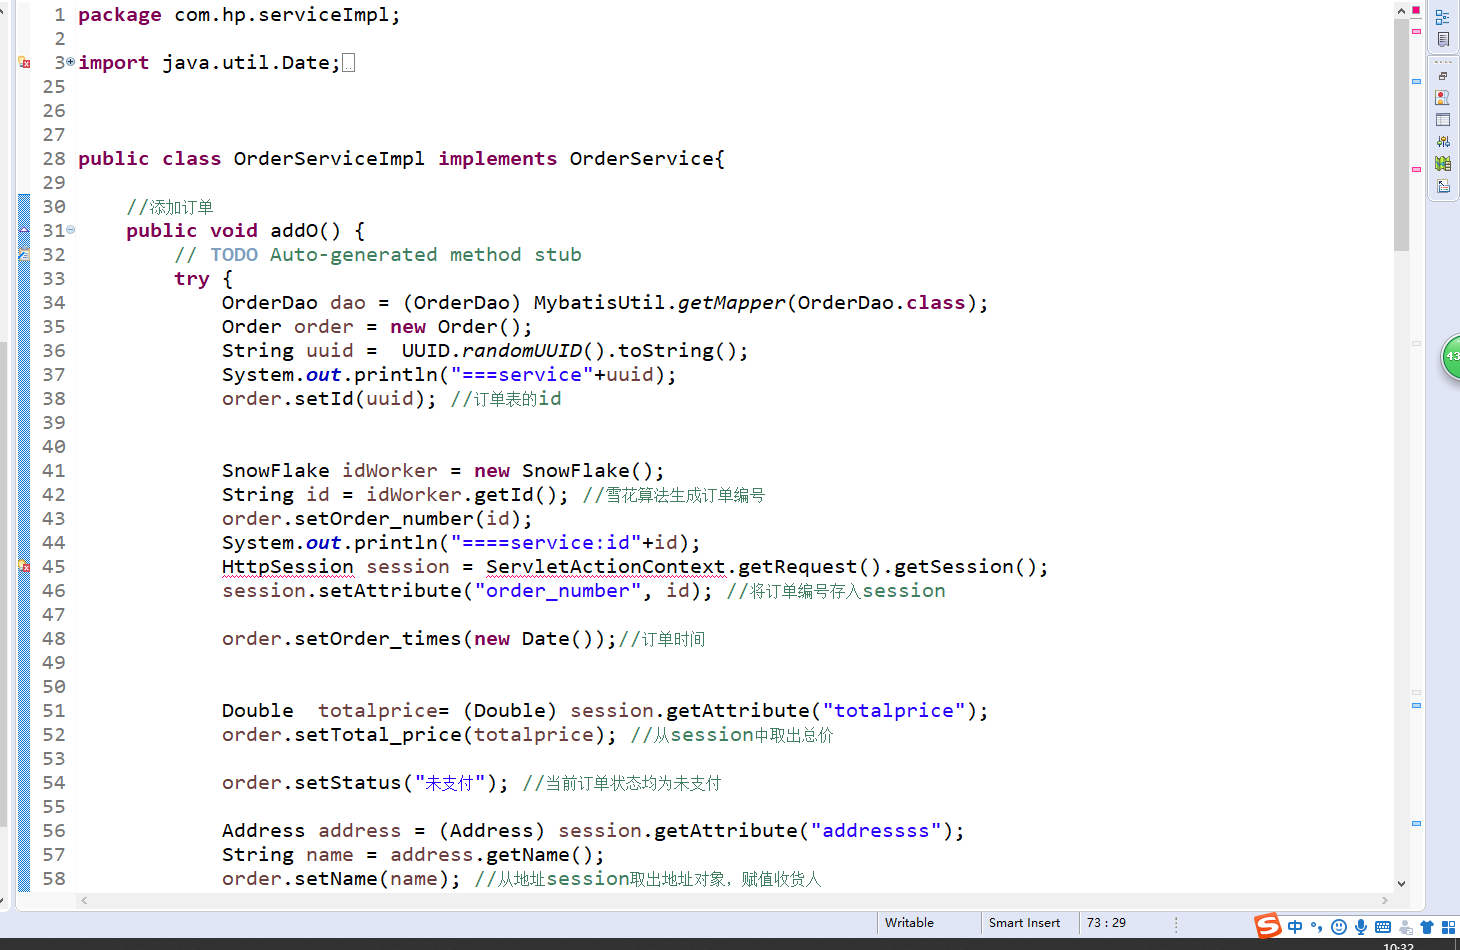 1 package com.hp.serviceImpl;
2
3 import java.util.Date;
25
26
27
28 public class OrderServiceImpl implements OrderService{
29
30 //添加订单
31 public void addO() {
32 // TODO Auto-generated method stub
33 try {
34 OrderDao dao = (OrderDao) MybatisUtil.getMapper(OrderDao.class);
35 Order order = new Order();
36 String uuid =  UUID.randomUUID().toString();
37 System.out.println("===service"+uuid);
38 order.setId(uuid); //订单表的id
39
40
41 SnowFlake idWorker = new SnowFlake();
42 String id = idWorker.getId(); //雪花算法生成订单编号
43 order.setOrder_number(id);
44 System.out.println("====service:id"+id);
45 HttpSession session = ServletActionContext.getRequest().getSession();
46 session.setAttribute("order_number", id); //将订单编号存入session
47
48 order.setOrder_times(new Date());//订单时间
49
50
51 Double  totalprice= (Double) session.getAttribute("totalprice");
52 order.setTotal_price(totalprice); //从session中取出总价
53
54 order.setStatus("未支付"); //当前订单状态均为未支付
55
56 Address address = (Address) session.getAttribute("addressss");
57 String name = address.getName();
58 order.setName(name); //从地址session取出地址对象，赋值收货人
43
Writable Smart Insert 73 : 29
S 中
10:32